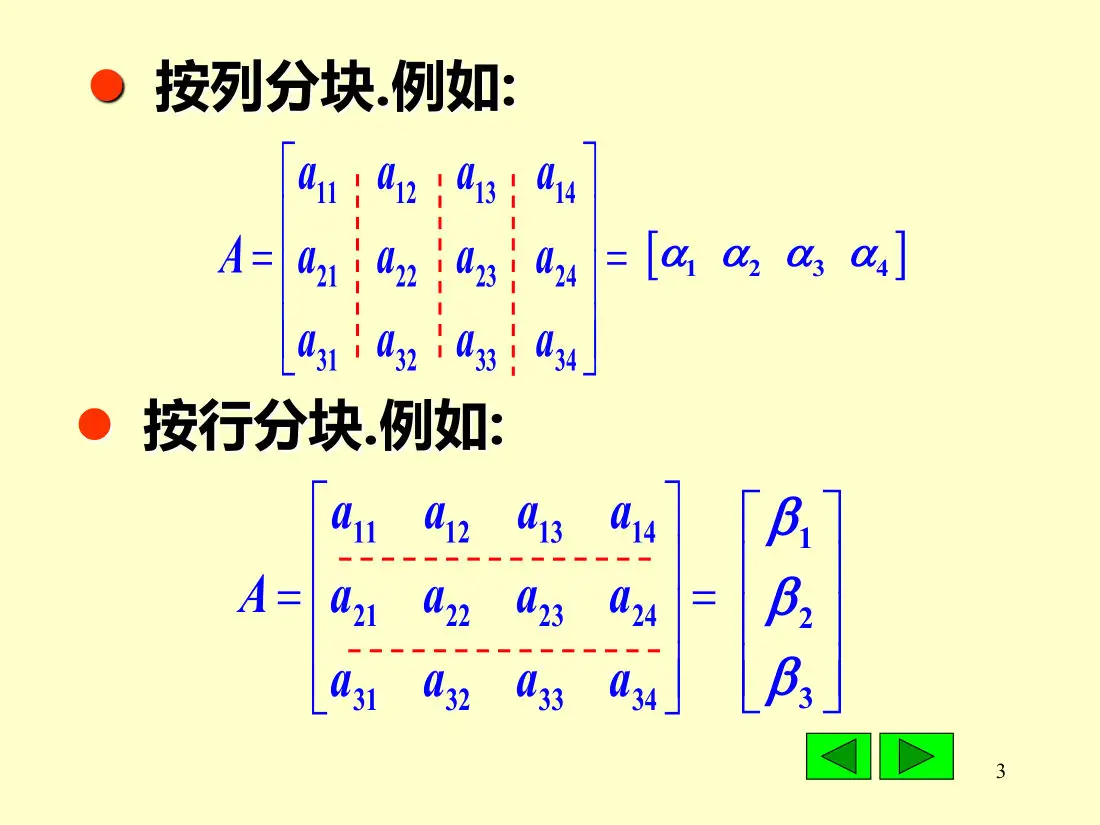 按列分块.例如:
a11 a12 a13 a14
A = a21 a22 a23 a24 = [α1 α2 α3 α4]
a31 a32 a33 a34
按行分块.例如:
a11 a12 a13 a14 β1
A = a21 a22 a23 a24 = β2
a31 a32 a33 a34 β3
3